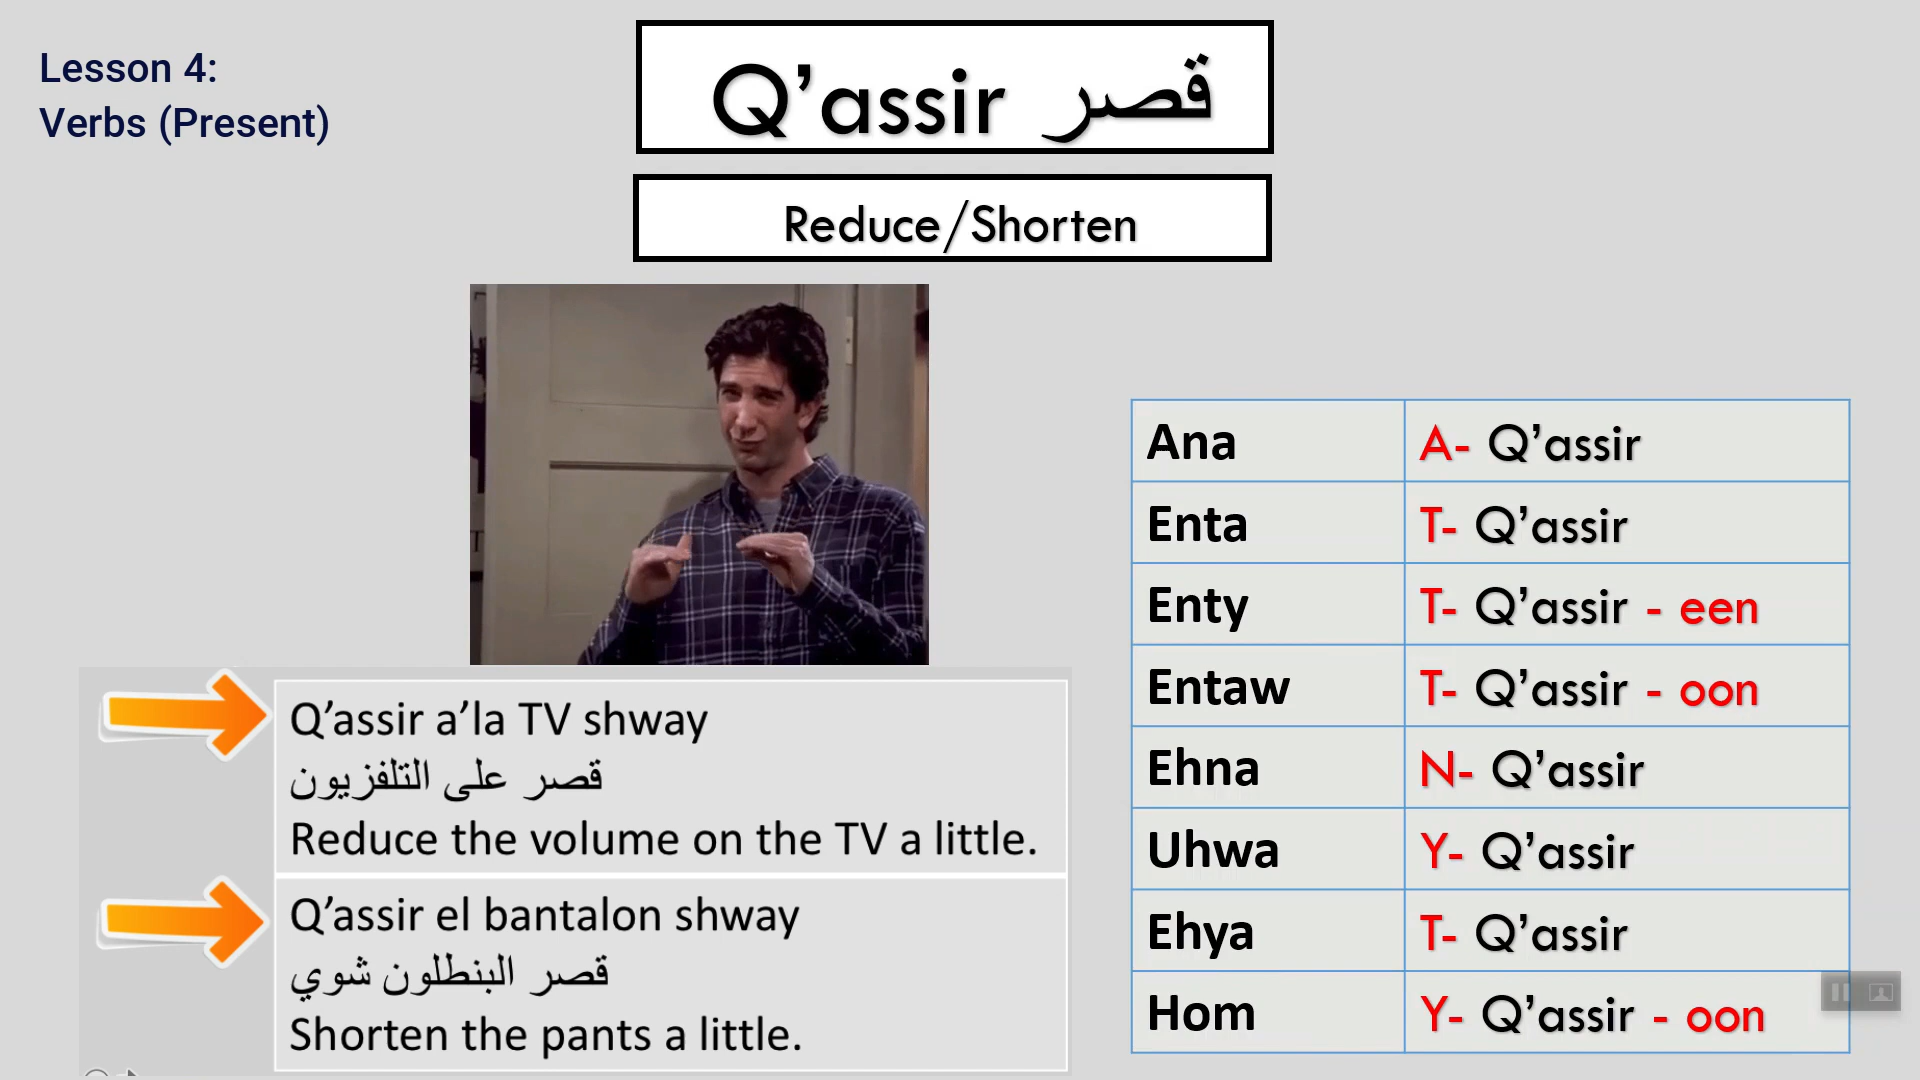 Lesson 4:
Verbs (Present)
Q’assir قصر
Reduce/Shorten
Q’assir a’la TV shway
قصر على التلفزيون
Reduce the volume on the TV a little.
Q’assir el bantalon shway
قصر البنطلون شوي
Shorten the pants a little.
Ana A- Q’assir
Enta T- Q’assir
Enty T- Q’assir - een
Entaw T- Q’assir - oon
Ehna N- Q’assir
Uhwa Y- Q’assir
Ehya T- Q’assir
Hom Y- Q’assir - oon